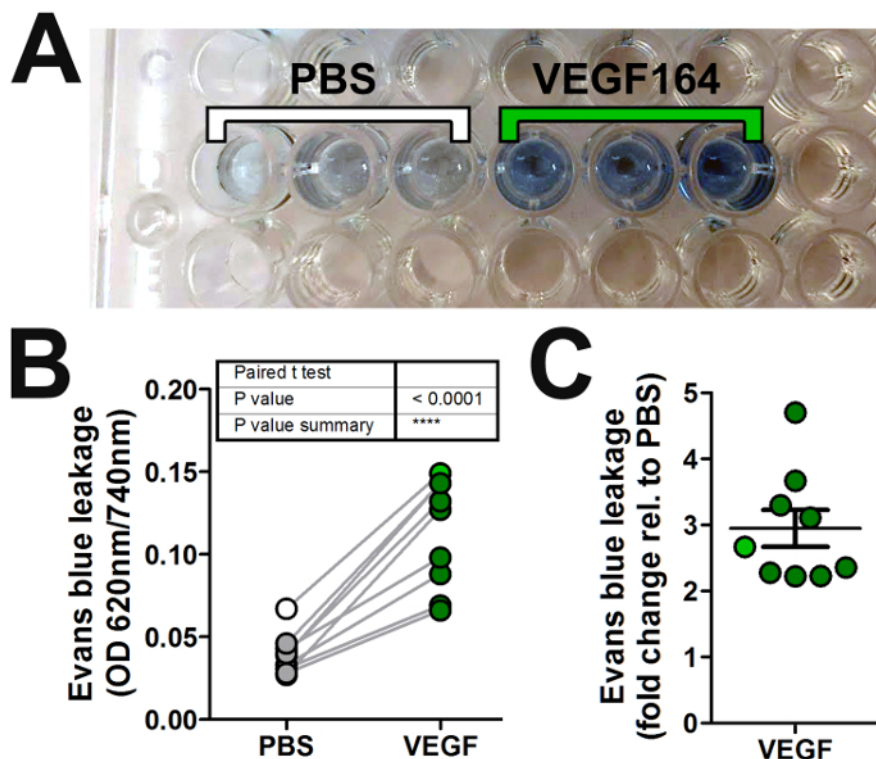 A
PBS VEGF164
B
Paired t test
P value < 0.0001
P value summary ****
Evans blue leakage
(OD 620nm/740nm)
0.20
0.15
0.10
0.05
0.00
PBS VEGF
C
Evans blue leakage
(fold change rel. to PBS)
5
4
3
2
1
0
VEGF